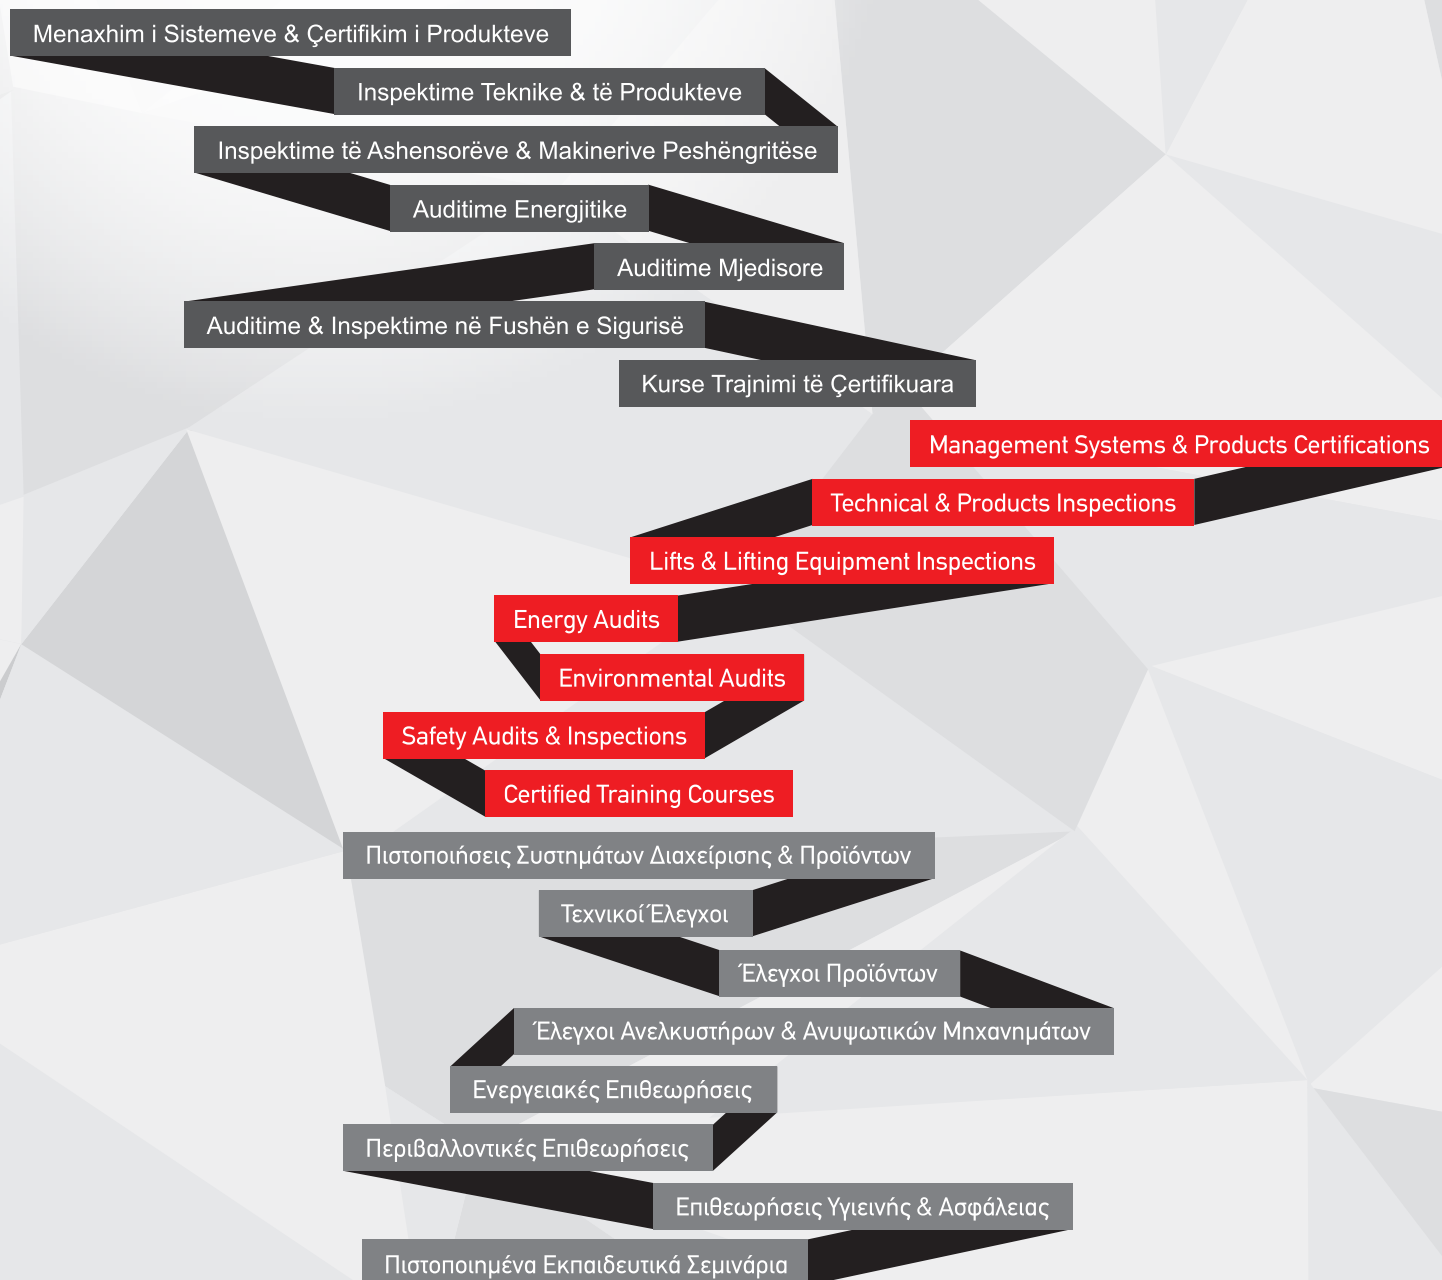 Menaxhim i Sistemeve & Çertifikim i Produkteve
Inspektime Teknike & të Produkteve
Inspektime të Ashensorëve & Makinerive Peshëngritëse
Auditime Energjitike
Auditime Mjedisore
Auditime & Inspektime në Fushën e Sigurisë
Kurse Trajnimi të Çertifikuara
Management Systems & Products Certifications
Technical & Products Inspections
Lifts & Lifting Equipment Inspections
Energy Audits
Environmental Audits
Safety Audits & Inspections
Certified Training Courses
Πιστοποιήσεις Συστημάτων Διαχείρισης & Προϊόντων
Τεχνικοί Έλεγχοι
Έλεγχοι Προϊόντων
Έλεγχοι Ανελκυστήρων & Ανυψωτικών Μηχανημάτων
Ενεργειακές Επιθεωρήσεις
Περιβαλλοντικές Επιθεωρήσεις
Επιθεωρήσεις Υγιεινής & Ασφάλειας
Πιστοποιημένα Εκπαιδευτικά Σεμινάρια